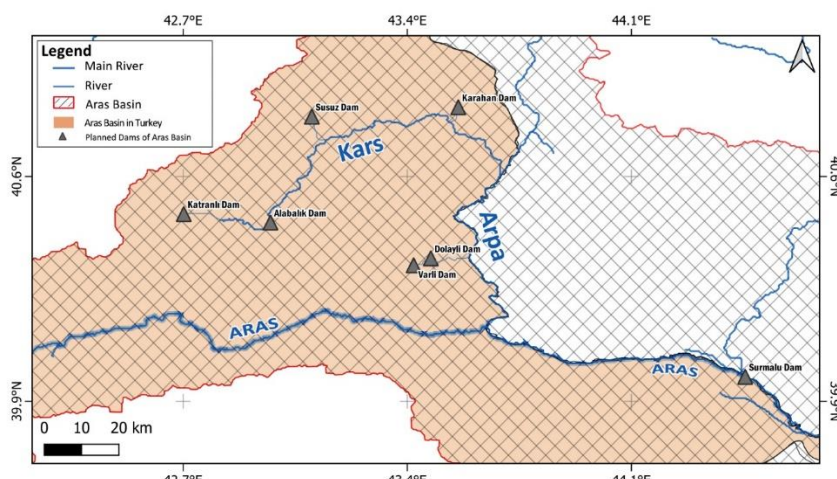 42.7°E 43.4°E 44.1°E
Legend
Main River
River
Aras Basin
Aras Basin in Turkey
Planned Dams of Aras Basin
Susuz Dam
Karahan Dam
Kars
40.6°N
Katranlı Dam
Alabalık Dam
Arpa
Dolayli Dam
Varli Dam
ARAS
ARAS
Surmalu Dam
39.9°N
0 10 20 km